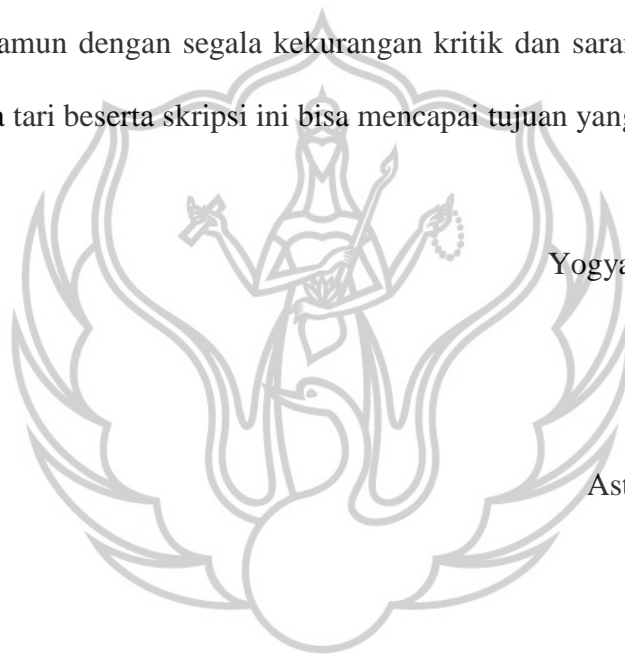 amun dengan segala kekurangan kritik dan saran
tari beserta skripsi ini bisa mencapai tujuan yang
Yogya
Ast